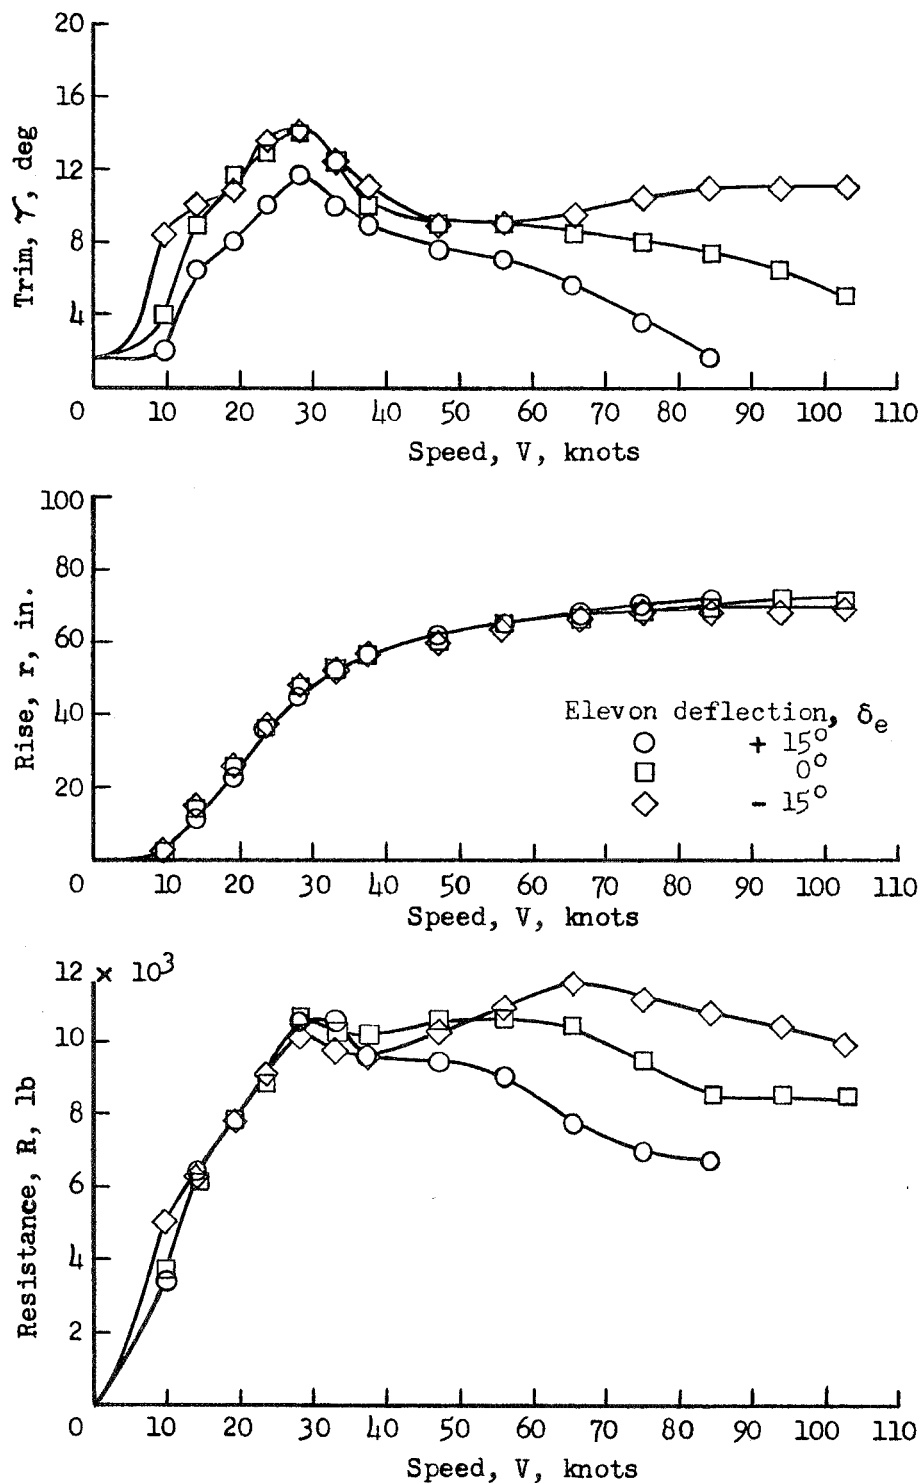 20
16
12
8
4
Trim, 𝜏, deg
0 10 20 30 40 50 60 70 80 90 100 110
Speed, V, knots
100
80
60
40
20
Rise, r, in.
Elevon deflection, δe
+ 15°
0°
- 15°
0 10 20 30 40 50 60 70 80 90 100 110
Speed, V, knots
12 × 10³
10
8
6
4
2
Resistance, R, lb
0 10 20 30 40 50 60 70 80 90 100 110
Speed, V, knots